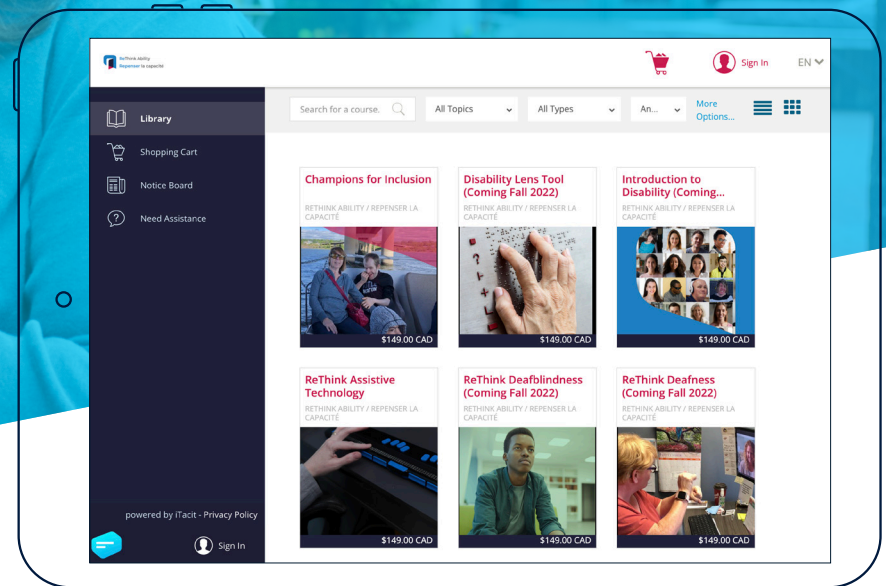 ReThink Ability
Repenser la capacité
Sign In
EN
Library
Shopping Cart
Notice Board
Need Assistance
Search for a course.
All Topics
All Types
An...
More
Options...
Champions for Inclusion
RETHINK ABILITY / REPENSER LA
CAPACITÉ
$149.00 CAD
Disability Lens Tool
(Coming Fall 2022)
RETHINK ABILITY / REPENSER LA
CAPACITÉ
$149.00 CAD
Introduction to
Disability (Coming...
RETHINK ABILITY / REPENSER LA
CAPACITÉ
$149.00 CAD
ReThink Assistive
Technology
RETHINK ABILITY / REPENSER LA
CAPACITÉ
$149.00 CAD
ReThink Deafblindness
(Coming Fall 2022)
RETHINK ABILITY / REPENSER LA
CAPACITÉ
$149.00 CAD
ReThink Deafness
(Coming Fall 2022)
RETHINK ABILITY / REPENSER LA
CAPACITÉ
$149.00 CAD
powered by iTacit - Privacy Policy
Sign In